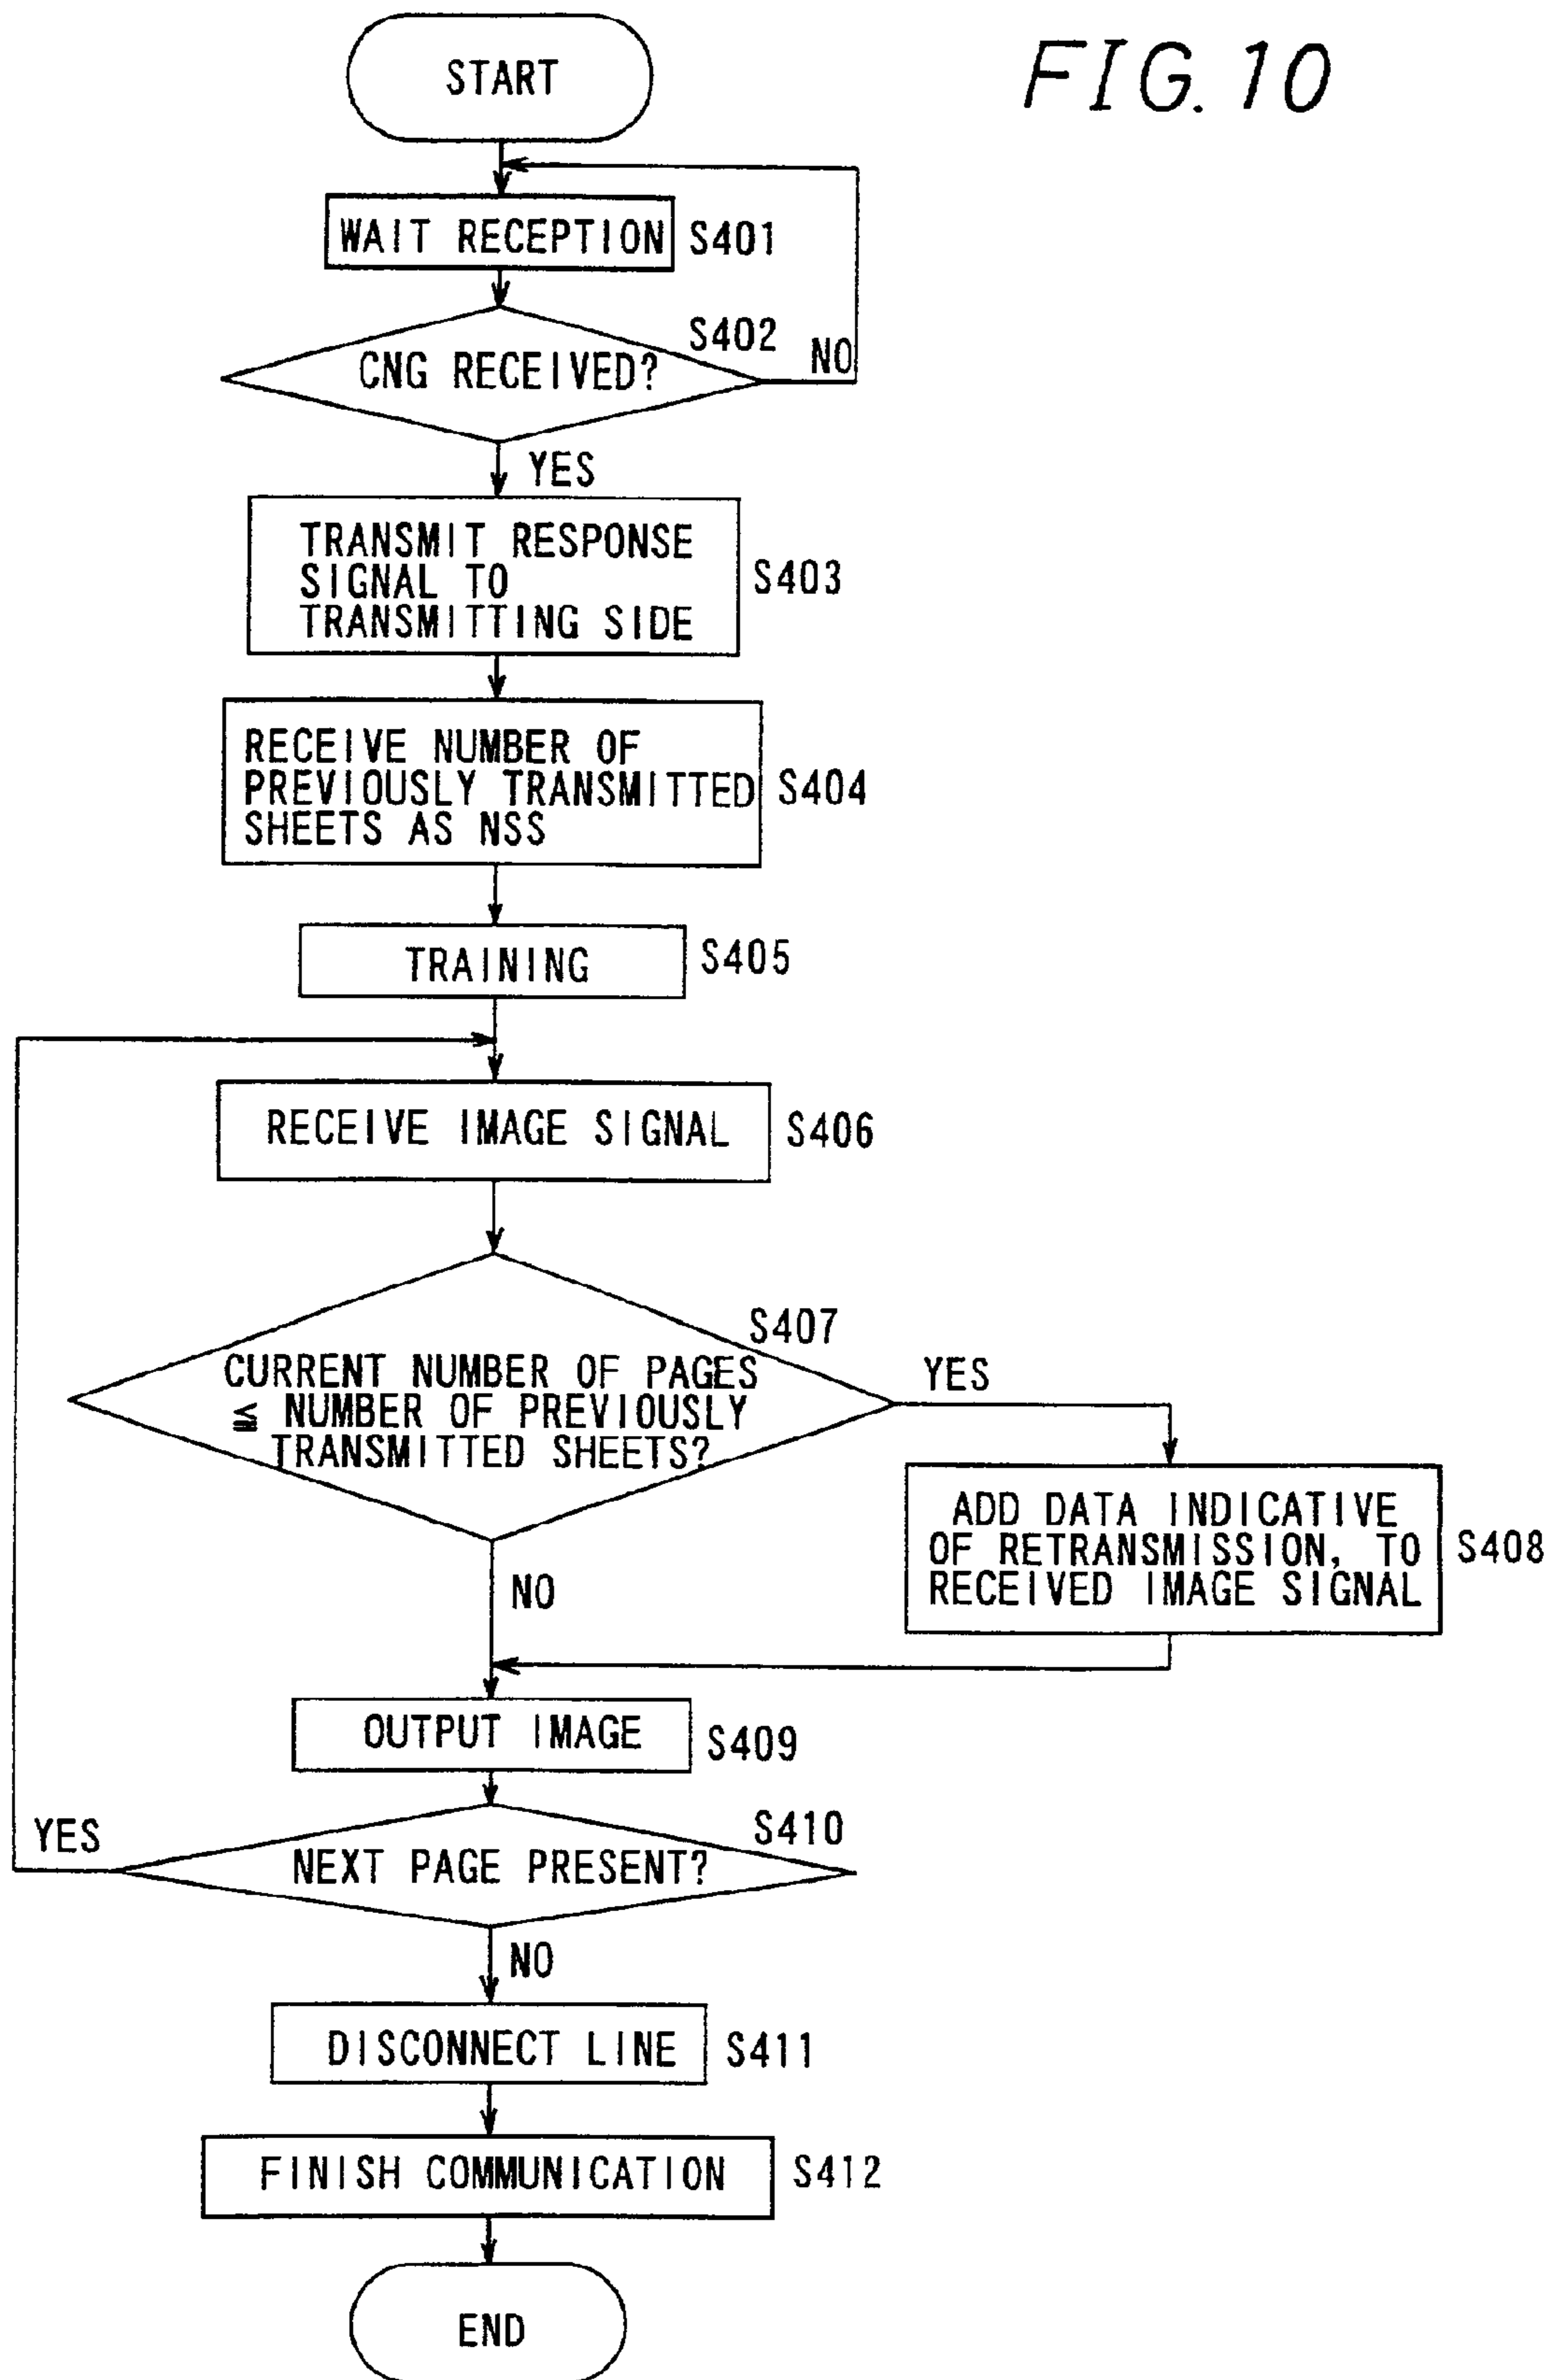 FIG. 10
START
WAIT RECEPTION
S401
S402
CNG RECEIVED?
NO
YES
TRANSMIT RESPONSE
SIGNAL TO
TRANSMITTING SIDE
S403
RECEIVE NUMBER OF
PREVIOUSLY TRANSMITTED
SHEETS AS NSS
S404
TRAINING
S405
RECEIVE IMAGE SIGNAL
S406
S407
CURRENT NUMBER OF PAGES
≦ NUMBER OF PREVIOUSLY
TRANSMITTED SHEETS?
YES
ADD DATA INDICATIVE
OF RETRANSMISSION, TO
RECEIVED IMAGE SIGNAL
S408
NO
OUTPUT IMAGE
S409
S410
YES
NEXT PAGE PRESENT?
NO
DISCONNECT LINE
S411
FINISH COMMUNICATION
S412
END